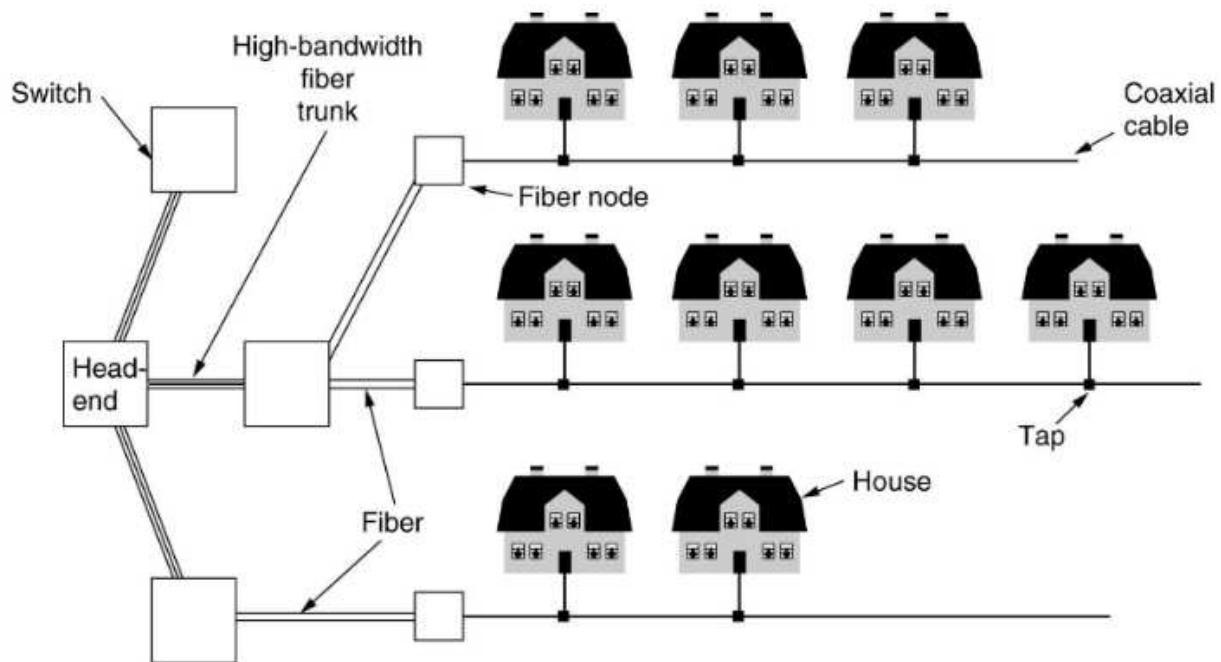 High-bandwidth
fiber
trunk
Switch
Coaxial
cable
Fiber node
Head-
end
Tap
House
Fiber